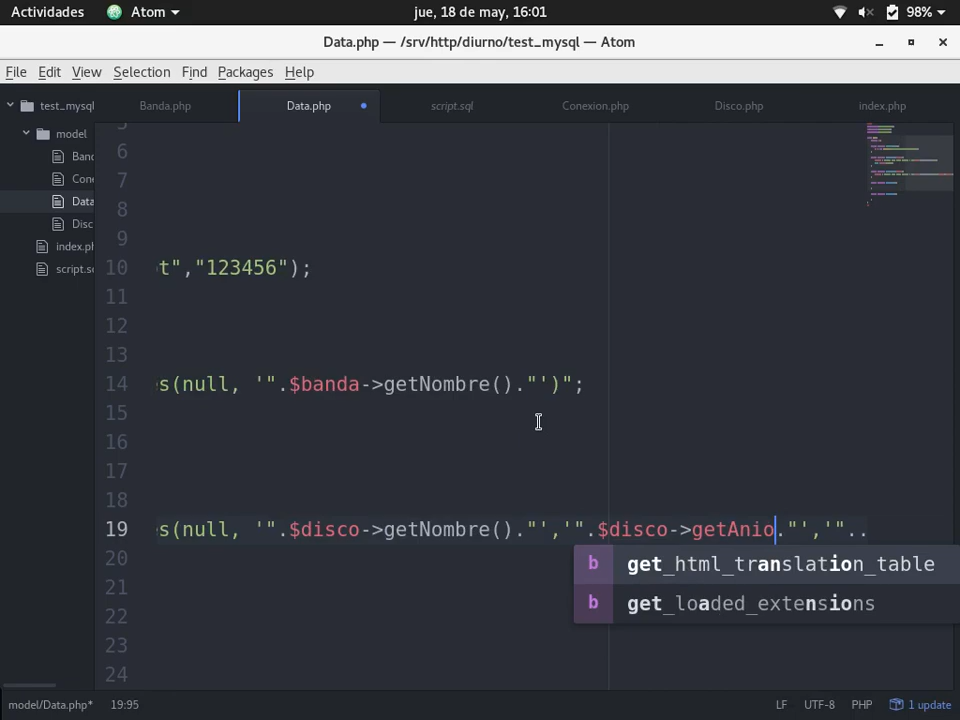 Actividades Atom jue, 18 de may, 16:01 98%
Data.php — /srv/http/diurno/test_mysql — Atom
File Edit View Selection Find Packages Help
test_mysql Banda.php Data.php script.sql Conexion.php Disco.php index.php
model
Band
Cone
Data
Disc
index.ph
script.sc
5
6
7
8
9
10 t","123456");
11
12
13
14 s(null, '".$banda->getNombre()."')";
15
16
17
18
19 s(null, '".$disco->getNombre()."','".$disco->getAnio."','"..
20
b get_html_translation_table
21
b get_loaded_extensions
22
23
24
model/Data.php* 19:95 LF UTF-8 PHP 1 update